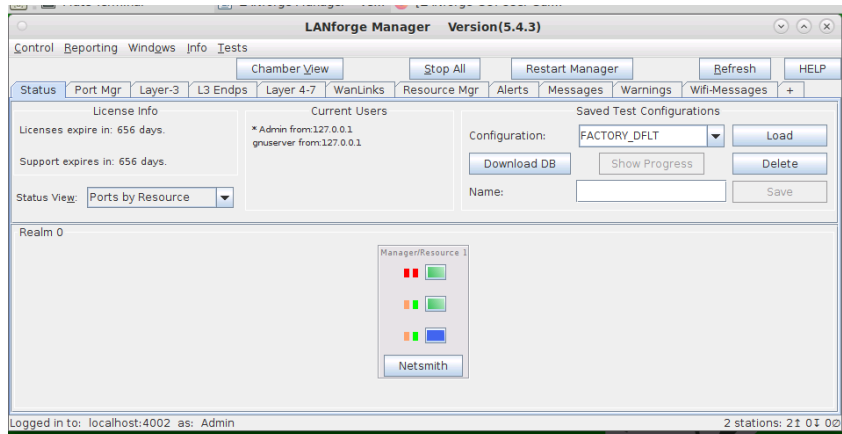 LANforge Manager Version(5.4.3)
Control Reporting Windows Info Tests
Chamber View Stop All Restart Manager Refresh HELP
Status Port Mgr Layer-3 L3 Endps Layer 4-7 WanLinks Resource Mgr Alerts Messages Warnings Wifi-Messages +
License Info Current Users Saved Test Configurations
Licenses expire in: 656 days. * Admin from:127.0.0.1 Configuration: FACTORY_DFLT Load
gnuserver from:127.0.0.1
Support expires in: 656 days. Download DB Show Progress Delete
Status View: Ports by Resource Name: Save
Realm 0
Manager/Resource 1
Netsmith
Logged in to: localhost:4002 as: Admin 2 stations: 2↥ 0↧ 0⊘